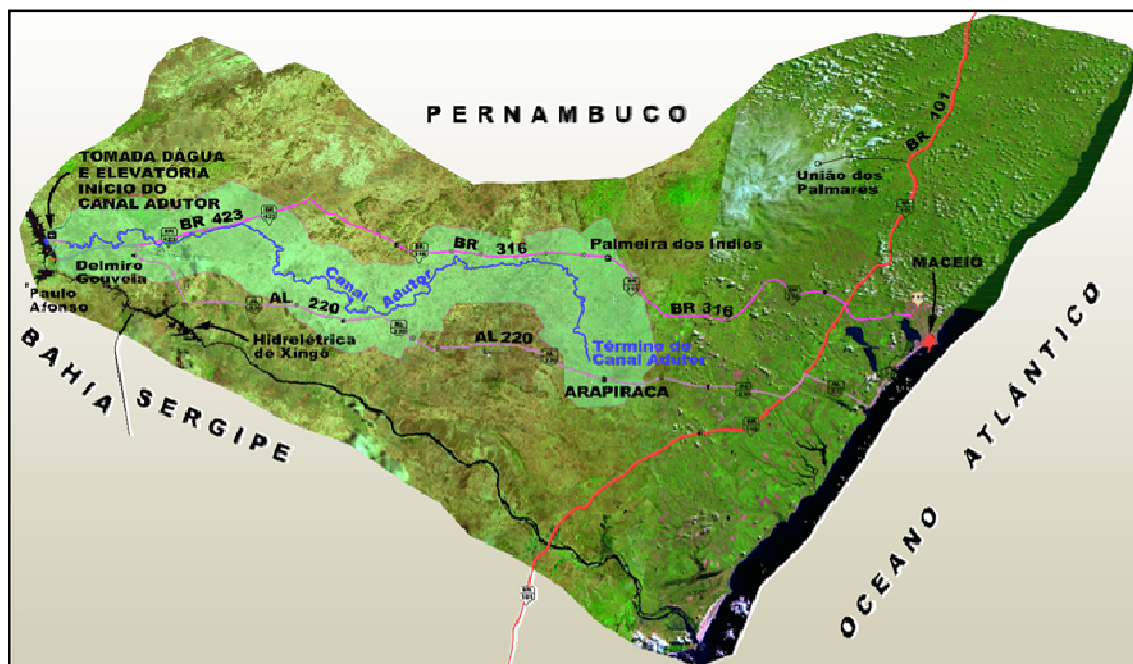 PERNAMBUCO
TOMADA DÁGUA
E ELEVATÓRIA
INÍCIO DO
CANAL ADUTOR
BR 101
União dos
Palmares
BR 423
BR 316
Palmeira dos Índios
Delmiro
Gouveia
Paulo
Afonso
Canal Adutor
MACEIÓ
AL 220
BR 316
Hidrelétrica
de Xingó
AL 220
Término do
Canal Adutor
ARAPIRACA
BAHIA
SERGIPE
OCEANO ATLÁNTICO